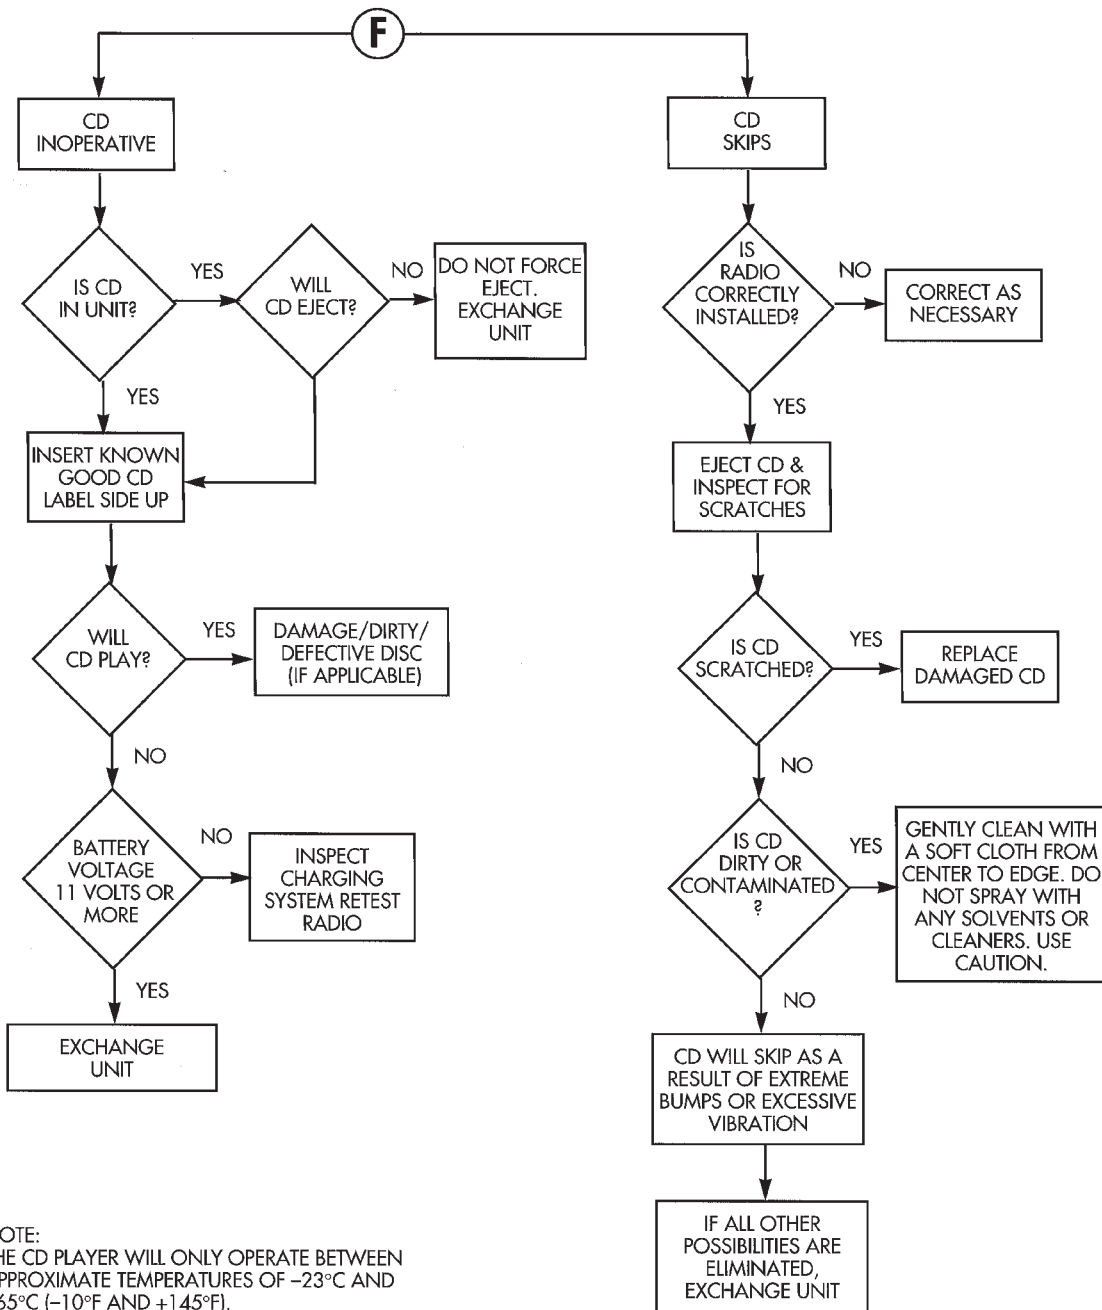 F
CD
INOPERATIVE
IS CD
IN UNIT?
YES
WILL
CD EJECT?
NO
DO NOT FORCE
EJECT.
EXCHANGE
UNIT
YES
INSERT KNOWN
GOOD CD
LABEL SIDE UP
WILL
CD PLAY?
YES
DAMAGE/DIRTY/
DEFECTIVE DISC
(IF APPLICABLE)
NO
BATTERY
VOLTAGE
11 VOLTS OR
MORE
NO
INSPECT
CHARGING
SYSTEM RETEST
RADIO
YES
EXCHANGE
UNIT
CD
SKIPS
IS
RADIO
CORRECTLY
INSTALLED?
NO
CORRECT AS
NECESSARY
YES
EJECT CD &
INSPECT FOR
SCRATCHES
IS CD
SCRATCHED?
YES
REPLACE
DAMAGED CD
NO
IS CD
DIRTY OR
CONTAMINATED
?
YES
GENTLY CLEAN WITH
A SOFT CLOTH FROM
CENTER TO EDGE. DO
NOT SPRAY WITH
ANY SOLVENTS OR
CLEANERS. USE
CAUTION.
NO
CD WILL SKIP AS A
RESULT OF EXTREME
BUMPS OR EXCESSIVE
VIBRATION
IF ALL OTHER
POSSIBILITIES ARE
ELIMINATED,
EXCHANGE UNIT
OTE:
HE CD PLAYER WILL ONLY OPERATE BETWEEN
PPROXIMATE TEMPERATURES OF –23°C AND
65°C (–10°F AND +145°F).